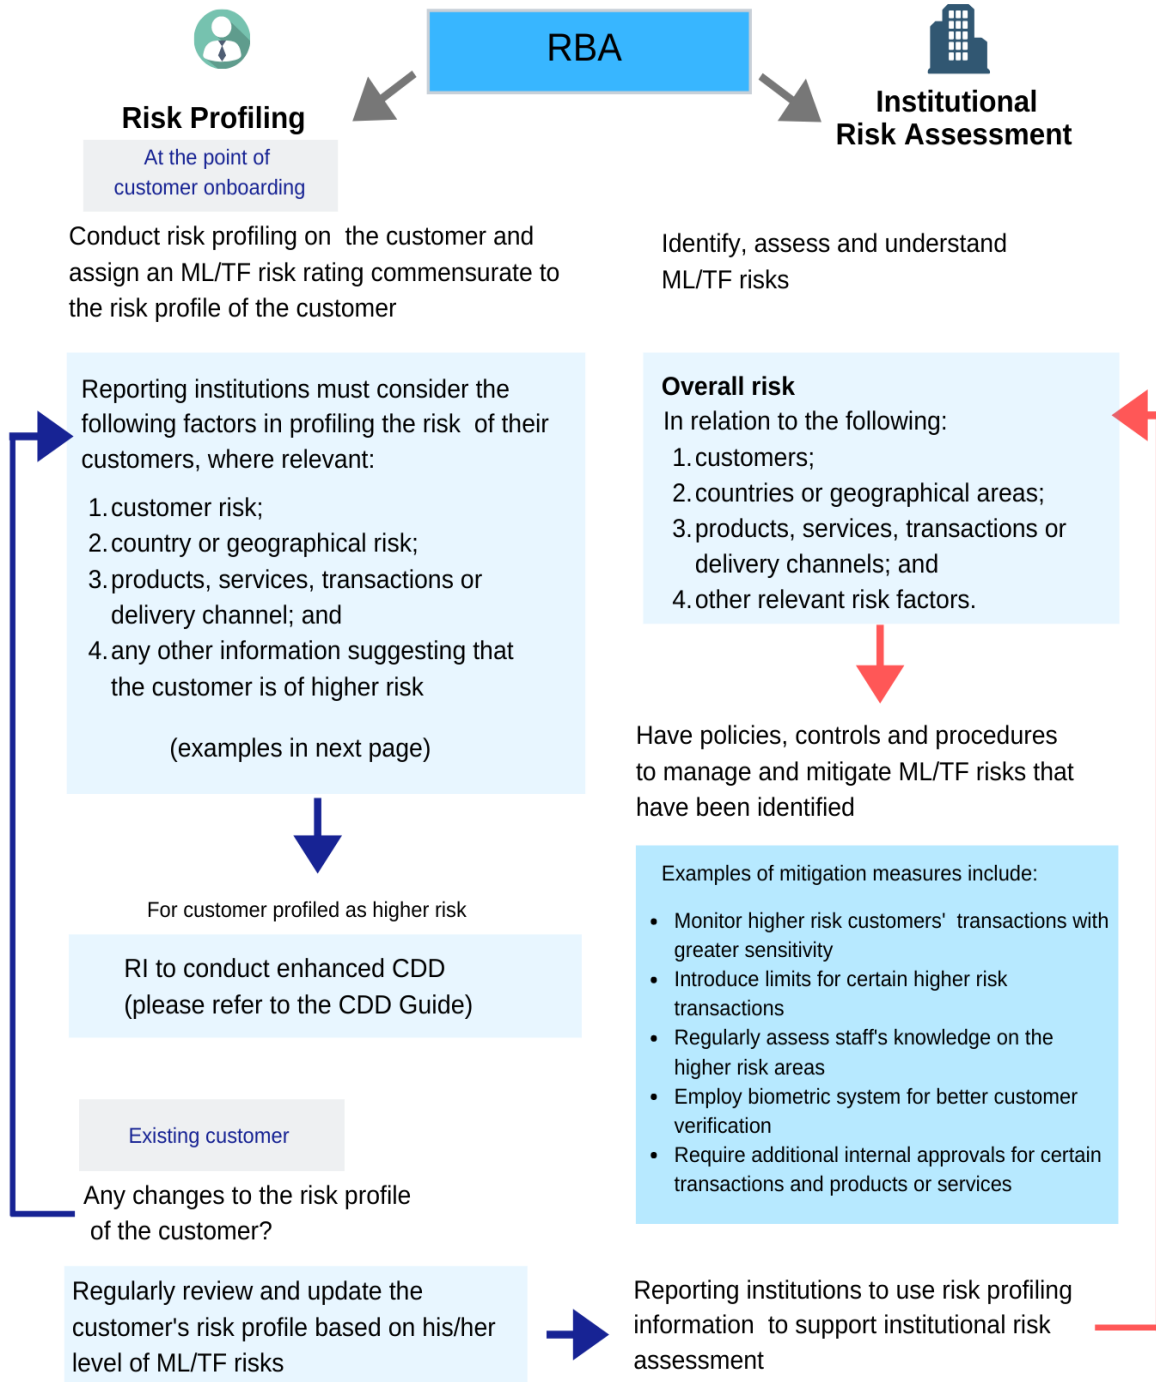 RBA
Risk Profiling
At the point of
customer onboarding
Conduct risk profiling on the customer and
assign an ML/TF risk rating commensurate to
the risk profile of the customer
Reporting institutions must consider the
following factors in profiling the risk of their
customers, where relevant:
1. customer risk;
2. country or geographical risk;
3. products, services, transactions or
delivery channel; and
4. any other information suggesting that
the customer is of higher risk
(examples in next page)
For customer profiled as higher risk
RI to conduct enhanced CDD
(please refer to the CDD Guide)
Existing customer
Any changes to the risk profile
of the customer?
Regularly review and update the
customer's risk profile based on his/her
level of ML/TF risks
Institutional
Risk Assessment
Identify, assess and understand
ML/TF risks
Overall risk
In relation to the following:
1. customers;
2. countries or geographical areas;
3. products, services, transactions or
delivery channels; and
4. other relevant risk factors.
Have policies, controls and procedures
to manage and mitigate ML/TF risks that
have been identified
Examples of mitigation measures include:
• Monitor higher risk customers' transactions with
greater sensitivity
• Introduce limits for certain higher risk
transactions
• Regularly assess staff's knowledge on the
higher risk areas
• Employ biometric system for better customer
verification
• Require additional internal approvals for certain
transactions and products or services
Reporting institutions to use risk profiling
information to support institutional risk
assessment